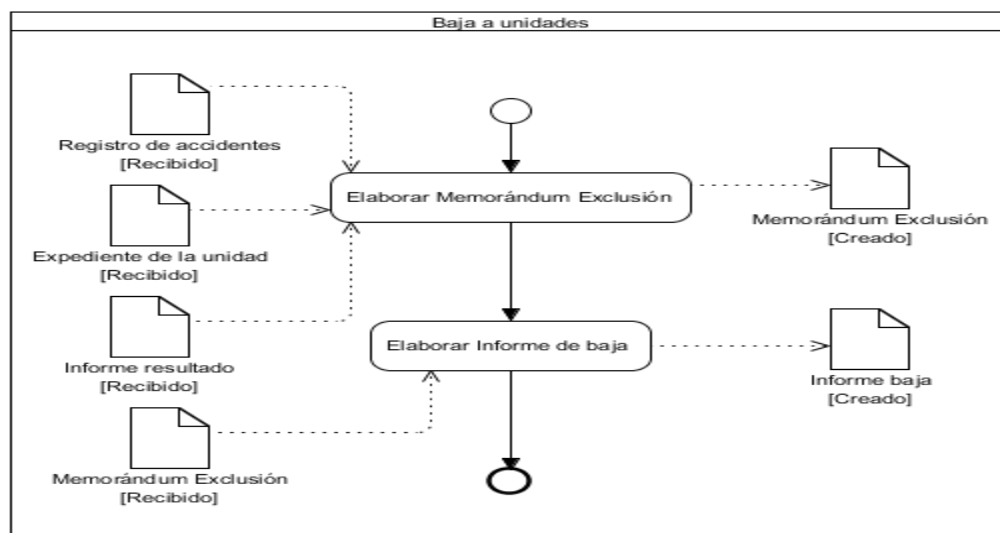 Baja a unidades
Registro de accidentes
[Recibido]
Elaborar Memorándum Exclusión
Memorándum Exclusión
[Creado]
Expediente de la unidad
[Recibido]
Informe resultado
[Recibido]
Elaborar Informe de baja
Informe baja
[Creado]
Memorándum Exclusión
[Recibido]